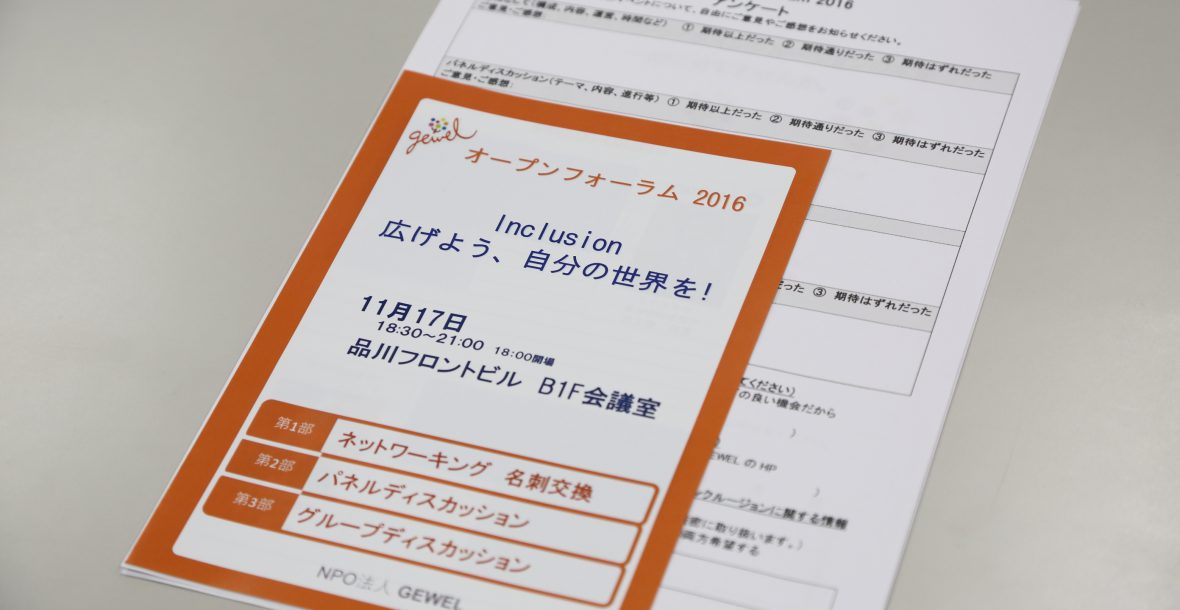 gewel
オープンフォーラム 2016
Inclusion
広げよう、自分の世界を!
11月17日
18:30~21:00 18:00開場
品川フロントビル B1F会議室
第1部 ネットワーキング 名刺交換
第2部 パネルディスカッション
第3部 グループディスカッション
NPO法人 GEWEL
2016
アンケート
ベントについて、自由にご意見やご感想をお知らせください。
(構成、内容、運営、時間など) ① 期待以上だった ② 期待通りだった ③ 期待はずれだった
ご意見・ご感想:
パネルディスカッション(テーマ、内容、進行等) ① 期待以上だった ② 期待通りだった ③ 期待はずれだった
ご意見・ご感想:
だった ③ 期待はずれだった
てください)
の良い機会だから
)
GEWEL の HP
)
ックルージョンに関する情報
密に取り扱います。)
両方希望する